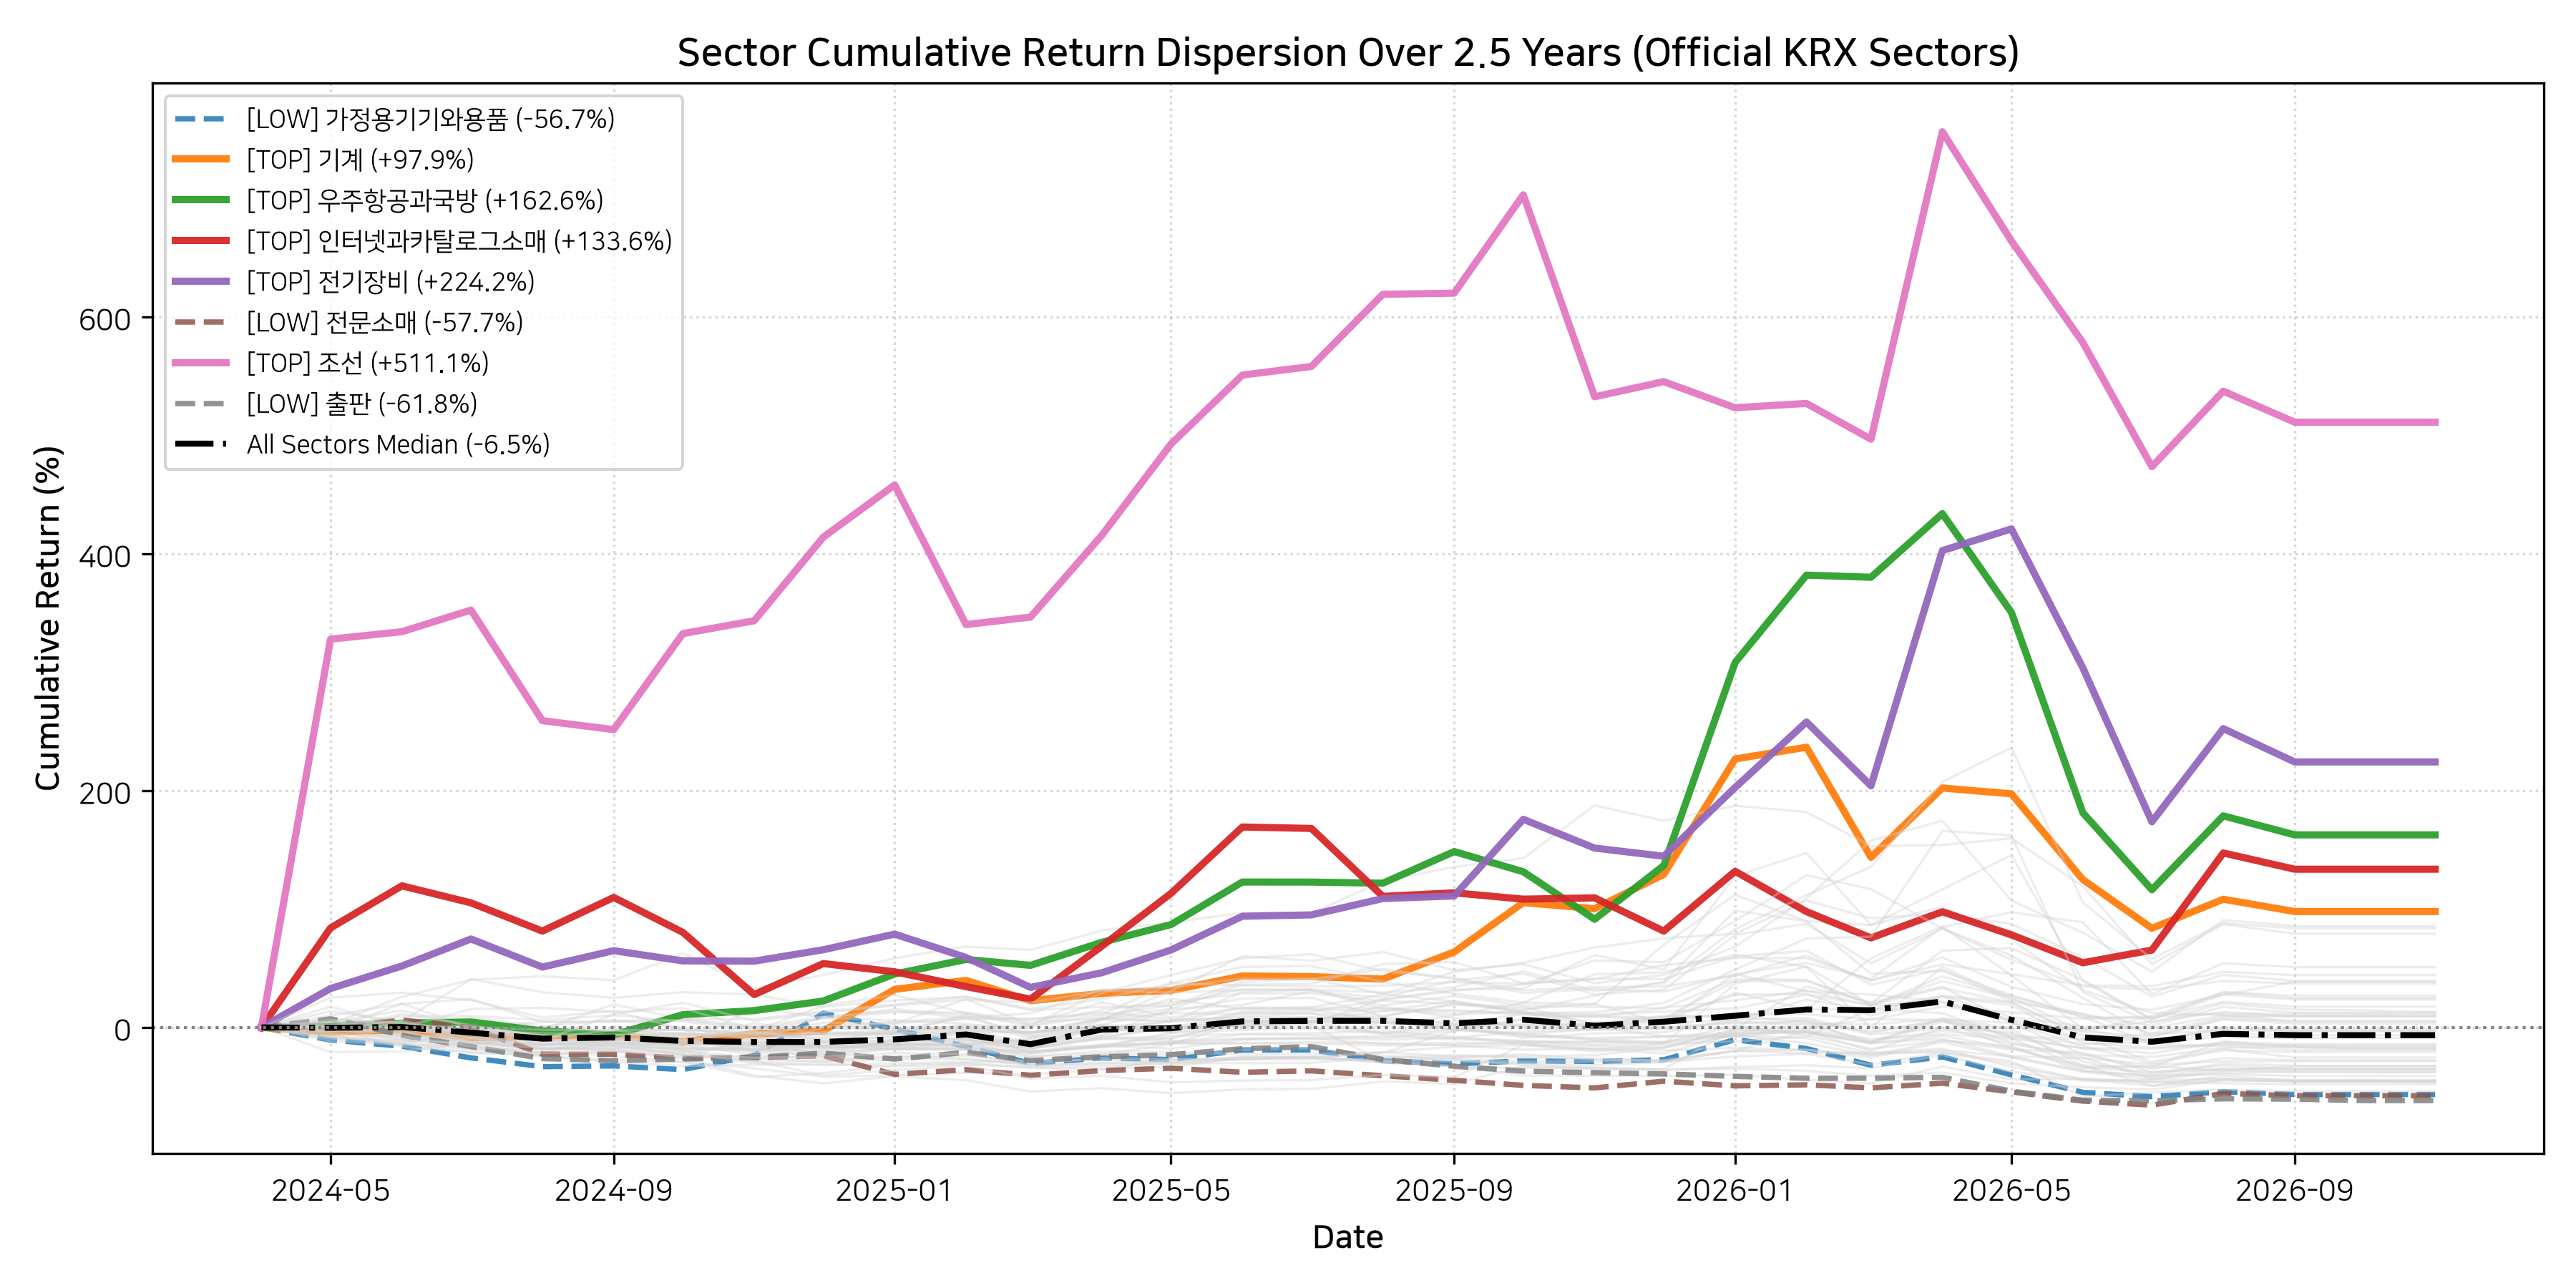 Sector Cumulative Return Dispersion Over 2.5 Years (Official KRX Sectors)
[LOW] 가정용기기와용품 (-56.7%)
[TOP] 기계 (+97.9%)
[TOP] 우주항공과국방 (+162.6%)
[TOP] 인터넷과카탈로그소매 (+133.6%)
[TOP] 전기장비 (+224.2%)
[LOW] 전문소매 (-57.7%)
[TOP] 조선 (+511.1%)
[LOW] 출판 (-61.8%)
All Sectors Median (-6.5%)
Cumulative Return (%)
600
400
200
0
2024-05 2024-09 2025-01 2025-05 2025-09 2026-01 2026-05 2026-09
Date